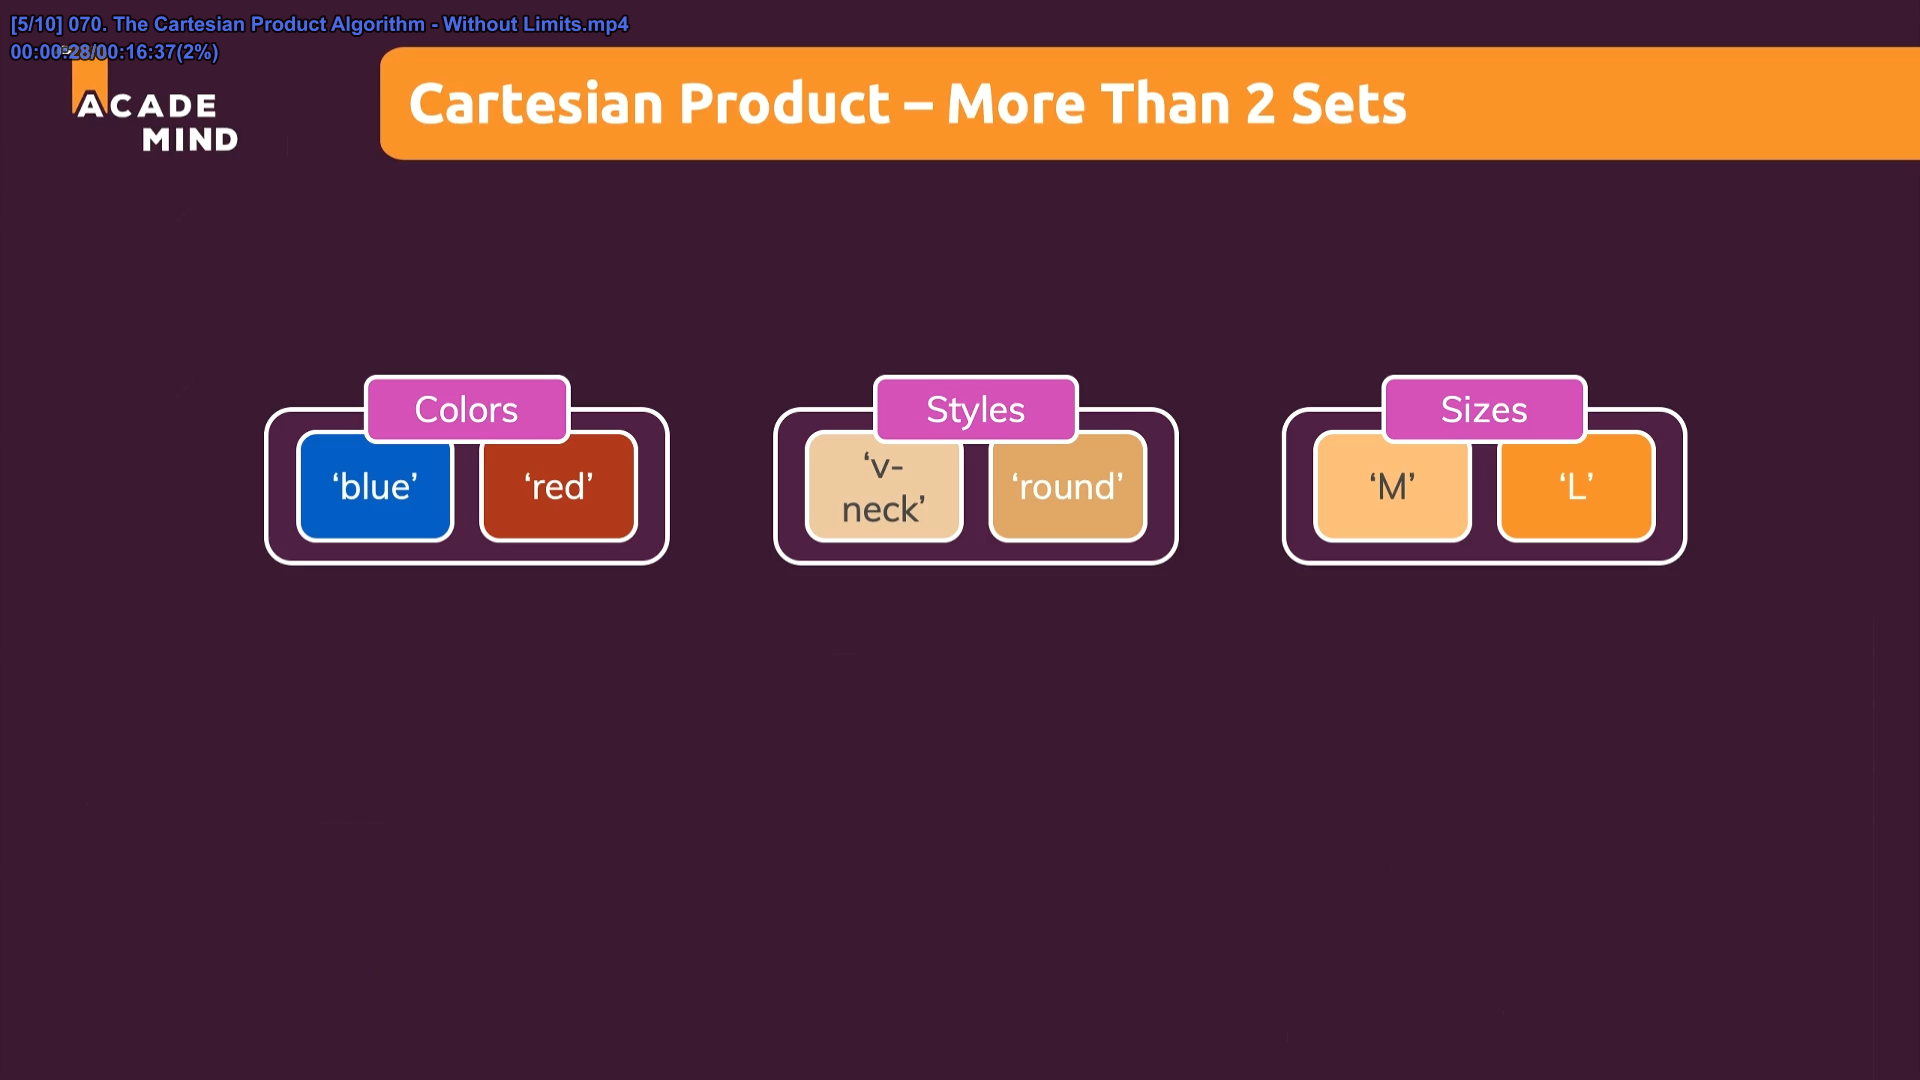 [5/10] 070. The Cartesian Product Algorithm - Without Limits.mp4
00:00:28/00:16:37(2%)
ACADE
MIND
Cartesian Product – More Than 2 Sets
Colors
Styles
Sizes
‘blue’
‘red’
‘v-
neck’
‘round’
‘M’
‘L’